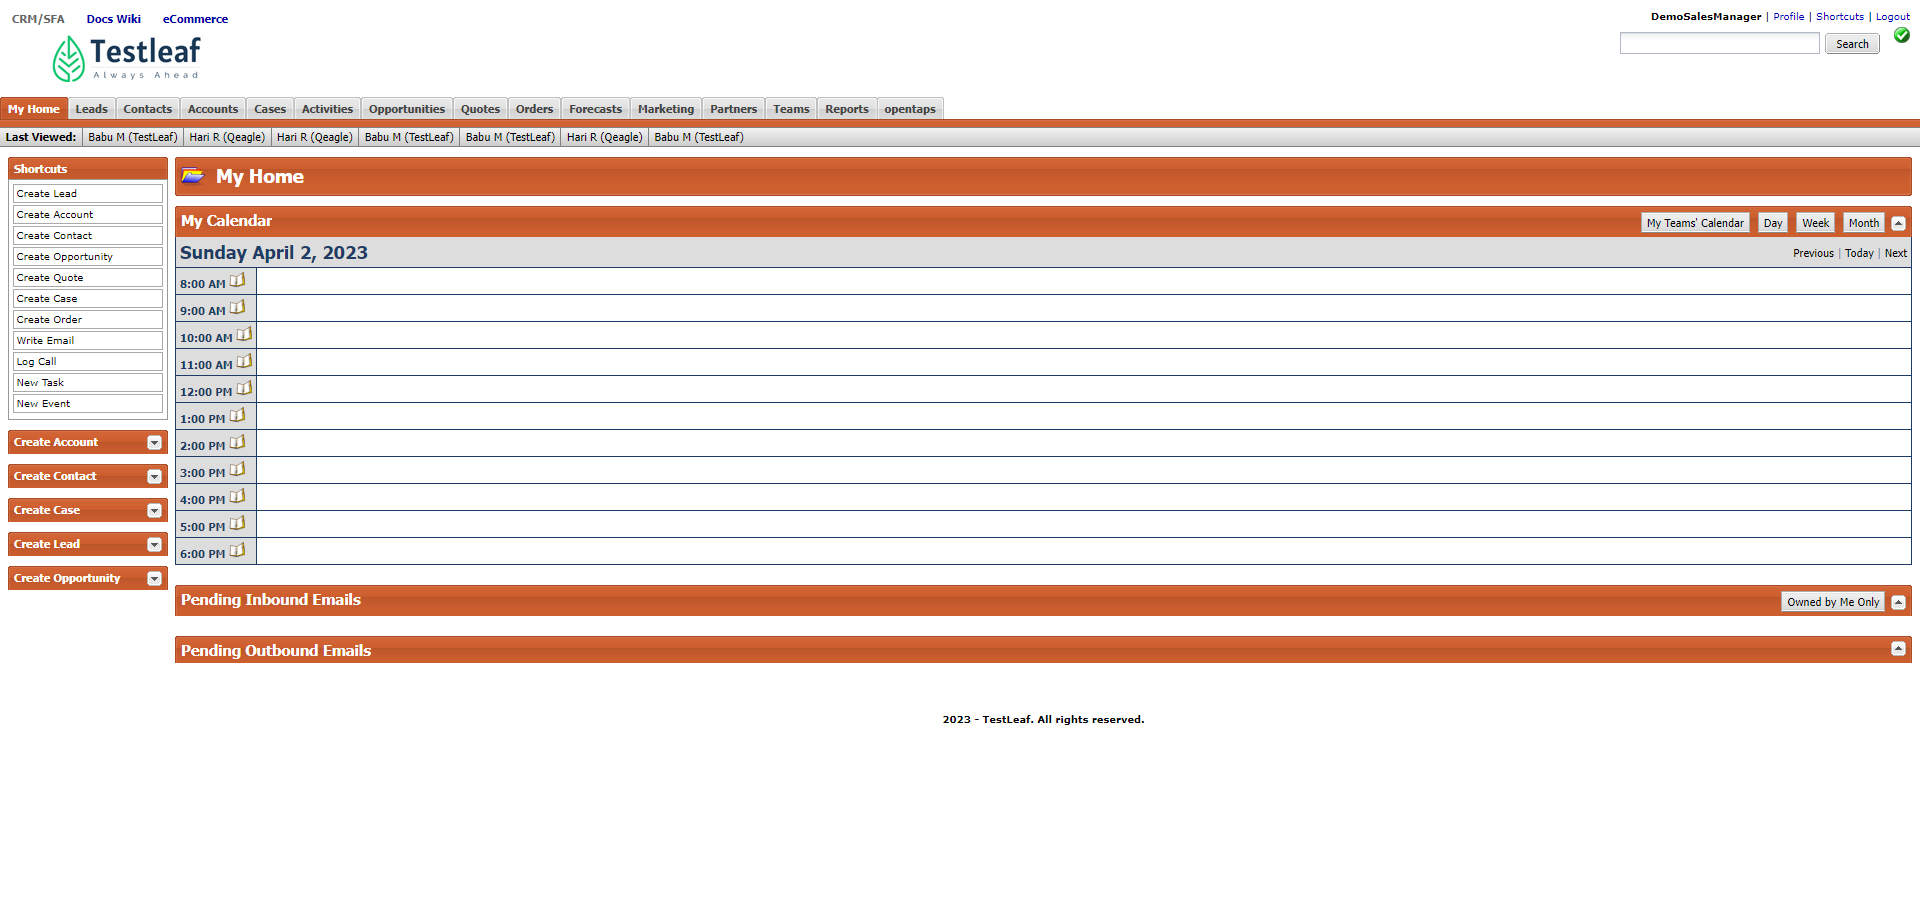 CRM/SFA Docs Wiki eCommerce
DemoSalesManager | Profile | Shortcuts | Logout
Testleaf
Always Ahead
Search
My Home Leads Contacts Accounts Cases Activities Opportunities Quotes Orders Forecasts Marketing Partners Teams Reports opentaps
Last Viewed: Babu M (TestLeaf) Hari R (Qeagle) Hari R (Qeagle) Babu M (TestLeaf) Babu M (TestLeaf) Hari R (Qeagle) Babu M (TestLeaf)
Shortcuts
Create Lead
Create Account
Create Contact
Create Opportunity
Create Quote
Create Case
Create Order
Write Email
Log Call
New Task
New Event
Create Account
Create Contact
Create Case
Create Lead
Create Opportunity
My Home
My Calendar
My Teams' Calendar Day Week Month
Sunday April 2, 2023
Previous | Today | Next
8:00 AM
9:00 AM
10:00 AM
11:00 AM
12:00 PM
1:00 PM
2:00 PM
3:00 PM
4:00 PM
5:00 PM
6:00 PM
Pending Inbound Emails
Owned by Me Only
Pending Outbound Emails
2023 - TestLeaf. All rights reserved.